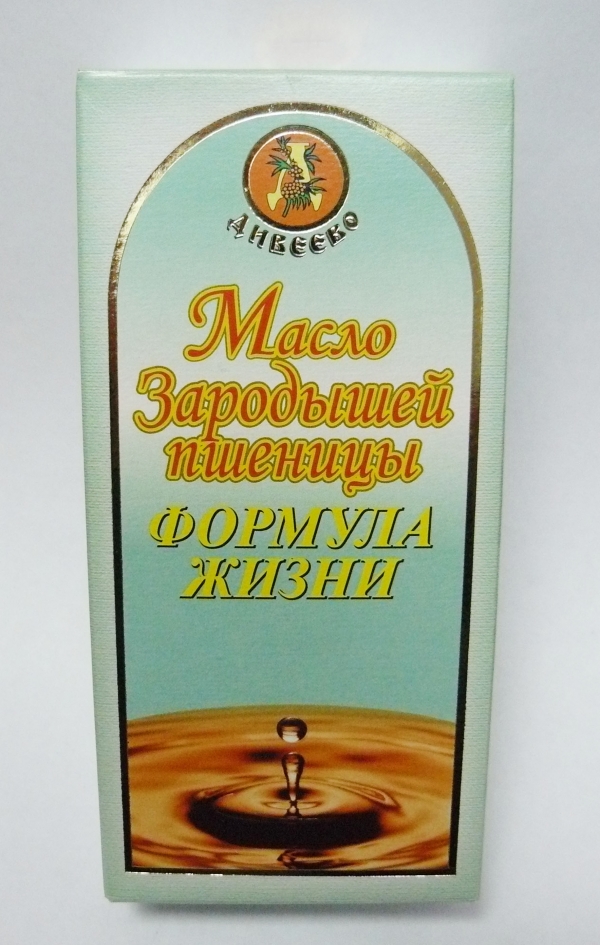 Д
ДИВЕЕВО
Масло
Зародышей
пшеницы
ФОРМУЛА
ЖИЗНИ